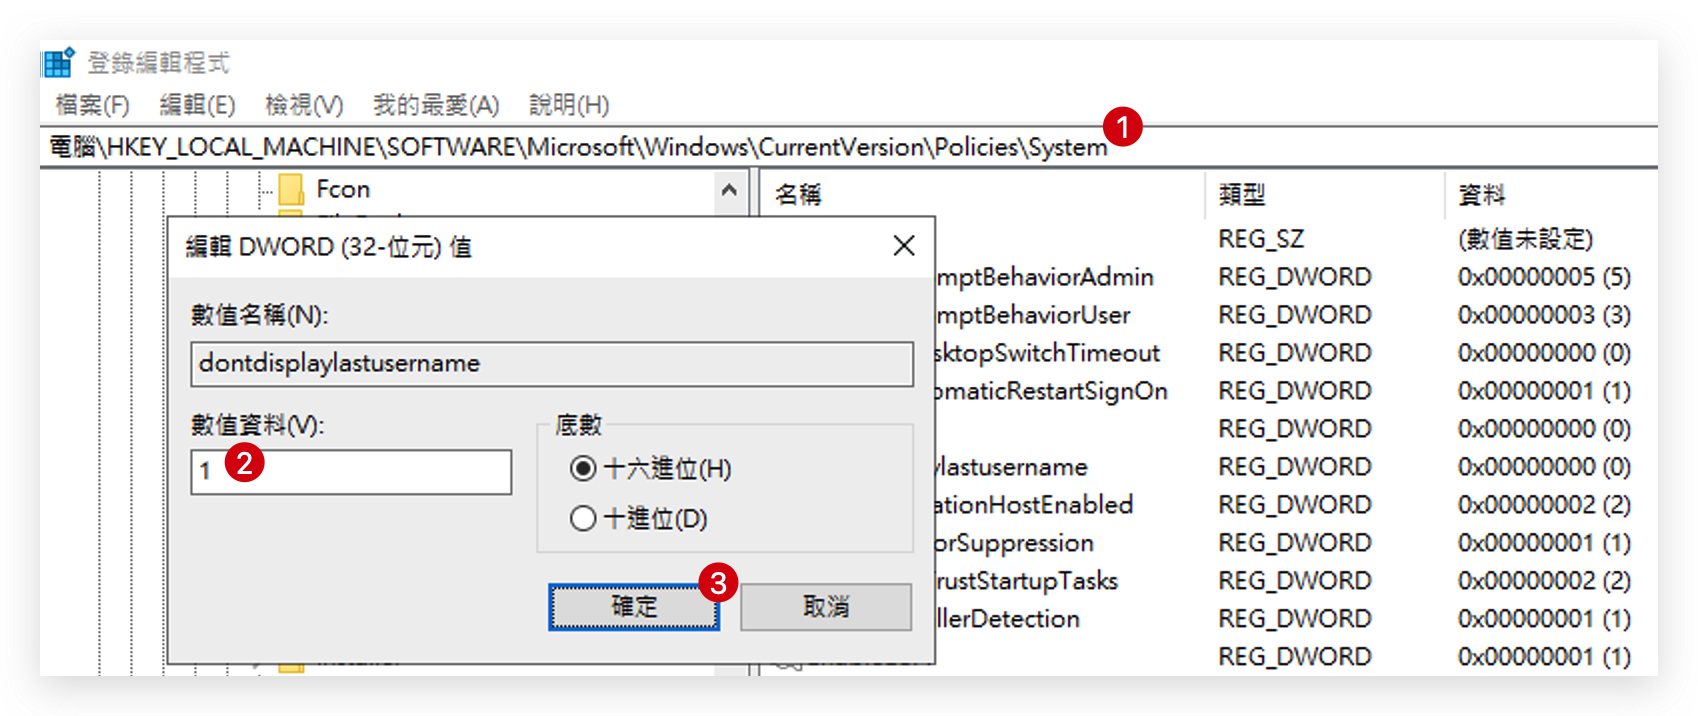 登錄編輯程式
檔案(F) 編輯(E) 檢視(V) 我的最愛(A) 說明(H)
1
電腦\HKEY_LOCAL_MACHINE\SOFTWARE\Microsoft\Windows\CurrentVersion\Policies\System
Fcon
名稱 類型 資料
REG_SZ (數值未設定)
mptBehaviorAdmin REG_DWORD 0x00000005 (5)
mptBehaviorUser REG_DWORD 0x00000003 (3)
sktopSwitchTimeout REG_DWORD 0x00000000 (0)
omaticRestartSignOn REG_DWORD 0x00000001 (1)
REG_DWORD 0x00000000 (0)
ylastusername REG_DWORD 0x00000000 (0)
ationHostEnabled REG_DWORD 0x00000002 (2)
orSuppression REG_DWORD 0x00000001 (1)
TrustStartupTasks REG_DWORD 0x00000002 (2)
llerDetection REG_DWORD 0x00000001 (1)
REG_DWORD 0x00000001 (1)
編輯 DWORD (32-位元) 值
數值名稱(N):
dontdisplaylastusername
數值資料(V):
1 2
底數
十六進位(H)
十進位(D)
3
確定 取消